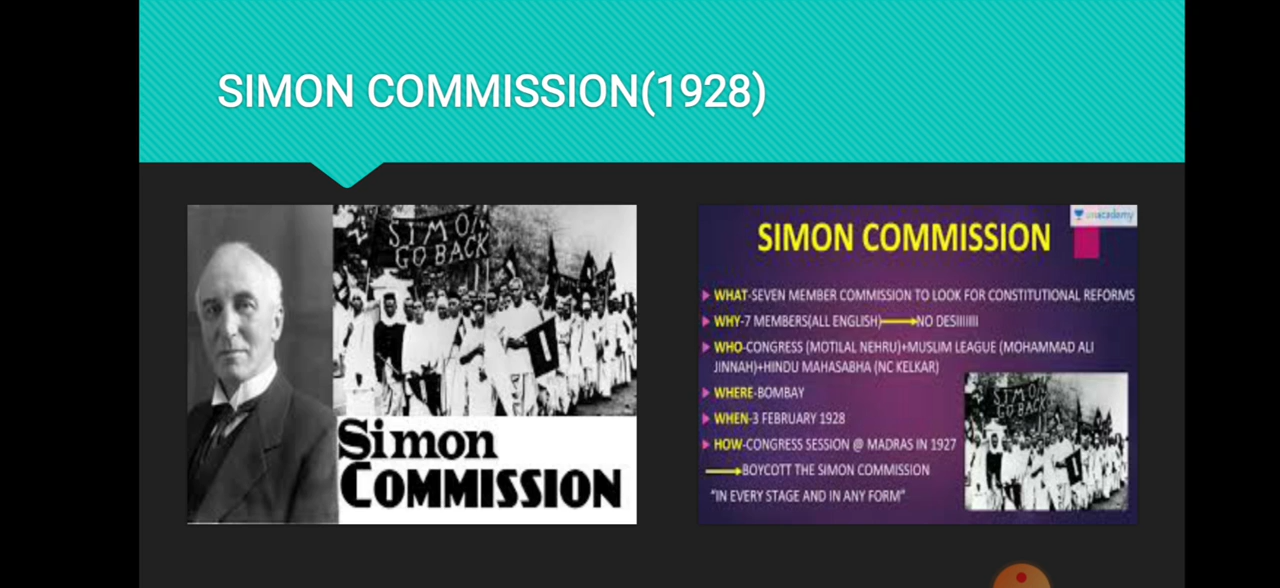 SIMON COMMISSION(1928)
SIMON
GO BACK
Simon
COMMISSION
unacademy
SIMON COMMISSION
WHAT-SEVEN MEMBER COMMISSION TO LOOK FOR CONSTITUTIONAL REFORMS
WHY-7 MEMBERS(ALL ENGLISH)→NO DESIIIIIII
WHO-CONGRESS (MOTILAL NEHRU)+MUSLIM LEAGUE (MOHAMMAD ALI
JINNAH)+HINDU MAHASABHA (NC KELKAR)
WHERE-BOMBAY
WHEN-3 FEBRUARY 1928
HOW-CONGRESS SESSION @ MADRAS IN 1927
→BOYCOTT THE SIMON COMMISSION
"IN EVERY STAGE AND IN ANY FORM"
SIMON
GO BACK